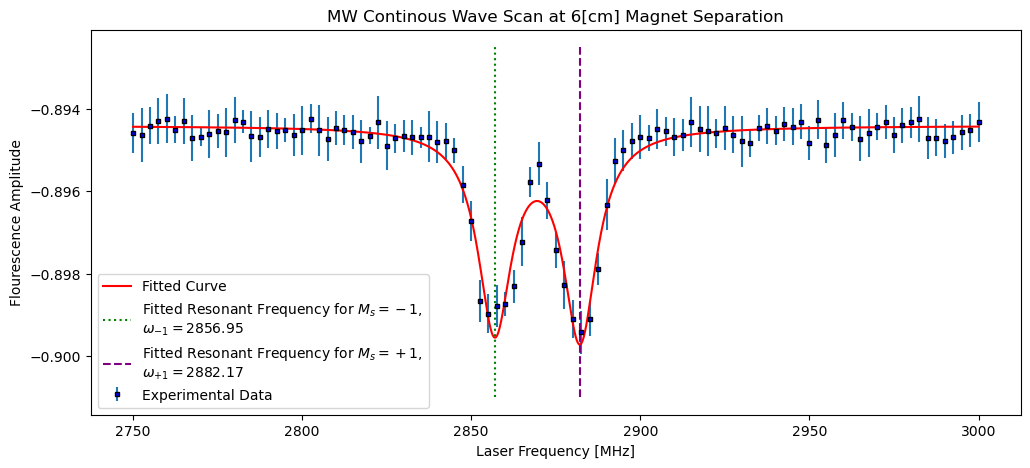 MW Continous Wave Scan at 6[cm] Magnet Separation
Flourescence Amplitude
−0.894
−0.896
−0.898
−0.900
Fitted Curve
Fitted Resonant Frequency for $M_s = -1$,
$\omega_{-1} = 2856.95$
Fitted Resonant Frequency for $M_s = +1$,
$\omega_{+1} = 2882.17$
Experimental Data
2750 2800 2850 2900 2950 3000
Laser Frequency [MHz]